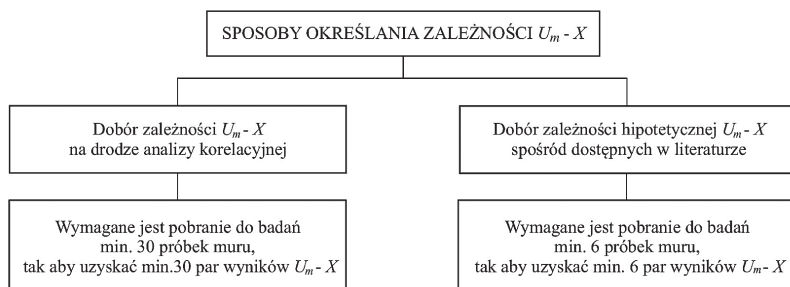 SPOSOBY OKREŚLANIA ZALEŻNOŚCI Um - X
Dobór zależności Um - X
na drodze analizy korelacyjnej
Dobór zależności hipotetycznej Um - X
spośród dostępnych w literaturze
Wymagane jest pobranie do badań
min. 30 próbek muru,
tak aby uzyskać min.30 par wyników Um - X
Wymagane jest pobranie do badań
min. 6 próbek muru,
tak aby uzyskać min. 6 par wyników Um - X